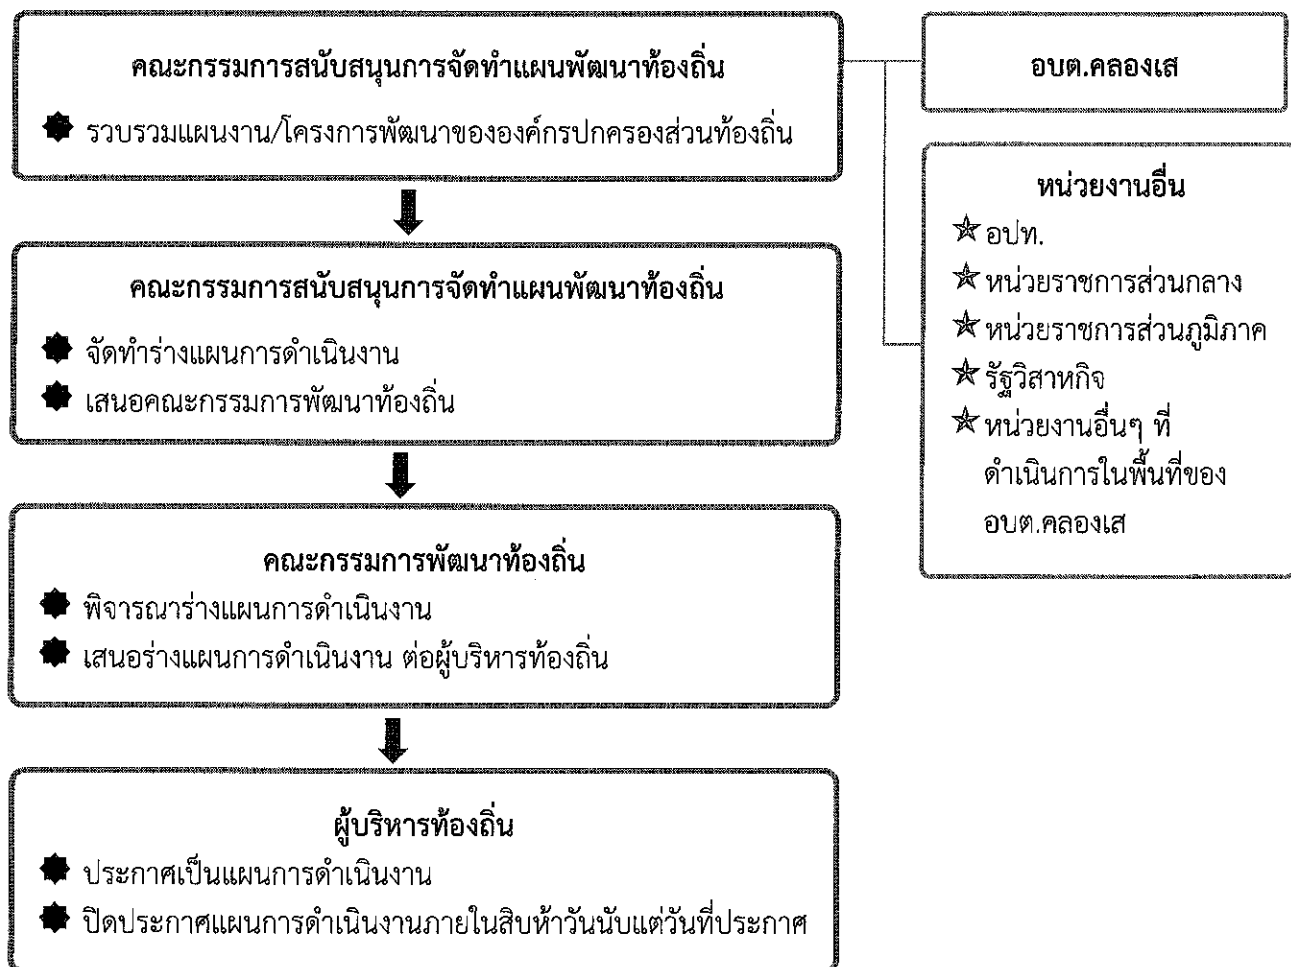 คณะกรรมการสนับสนุนการจัดทำแผนพัฒนาท้องถิ่น
รวบรวมแผนงาน/โครงการพัฒนาขององค์กรปกครองส่วนท้องถิ่น
อบต.คลองเส
หน่วยงานอื่น
อปท.
หน่วยราชการส่วนกลาง
หน่วยราชการส่วนภูมิภาค
รัฐวิสาหกิจ
หน่วยงานอื่นๆ ที่
ดำเนินการในพื้นที่ของ
อบต.คลองเส
คณะกรรมการสนับสนุนการจัดทำแผนพัฒนาท้องถิ่น
จัดทำร่างแผนการดำเนินงาน
เสนอคณะกรรมการพัฒนาท้องถิ่น
คณะกรรมการพัฒนาท้องถิ่น
พิจารณาร่างแผนการดำเนินงาน
เสนอร่างแผนการดำเนินงาน ต่อผู้บริหารท้องถิ่น
ผู้บริหารท้องถิ่น
ประกาศเป็นแผนการดำเนินงาน
ปิดประกาศแผนการดำเนินงานภายในสิบห้าวันนับแต่วันที่ประกาศ